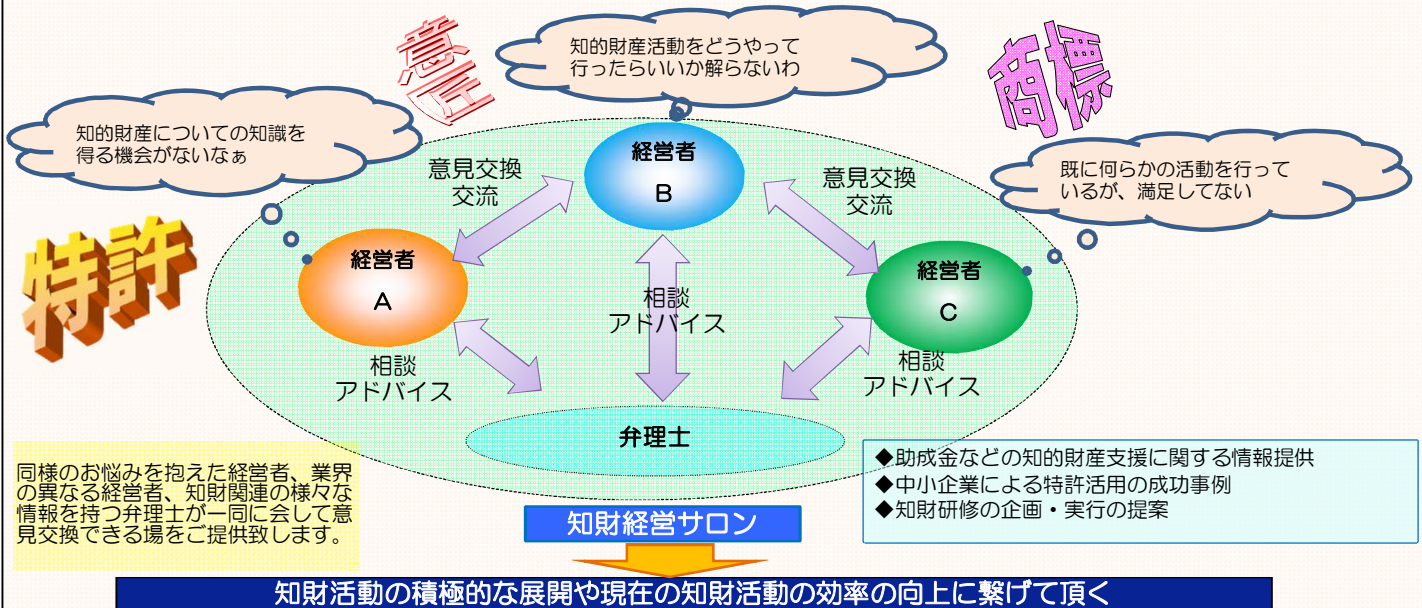 意匠
知的財産活動をどうやって
行ったらいいか解らないわ
商標
知的財産についての知識を
得る機会がないなぁ
経営者
B
既に何らかの活動を行って
いるが、満足してない
意見交換
交流
意見交換
交流
特許
経営者
A
経営者
C
相談
アドバイス
相談
アドバイス
相談
アドバイス
弁理士
同様のお悩みを抱えた経営者、業界
の異なる経営者、知財関連の様々な
情報を持つ弁理士が一同に会して意
見交換できる場をご提供致します。
◆助成金などの知的財産支援に関する情報提供
◆中小企業による特許活用の成功事例
◆知財研修の企画・実行の提案
知財経営サロン
知財活動の積極的な展開や現在の知財活動の効率の向上に繋げて頂く